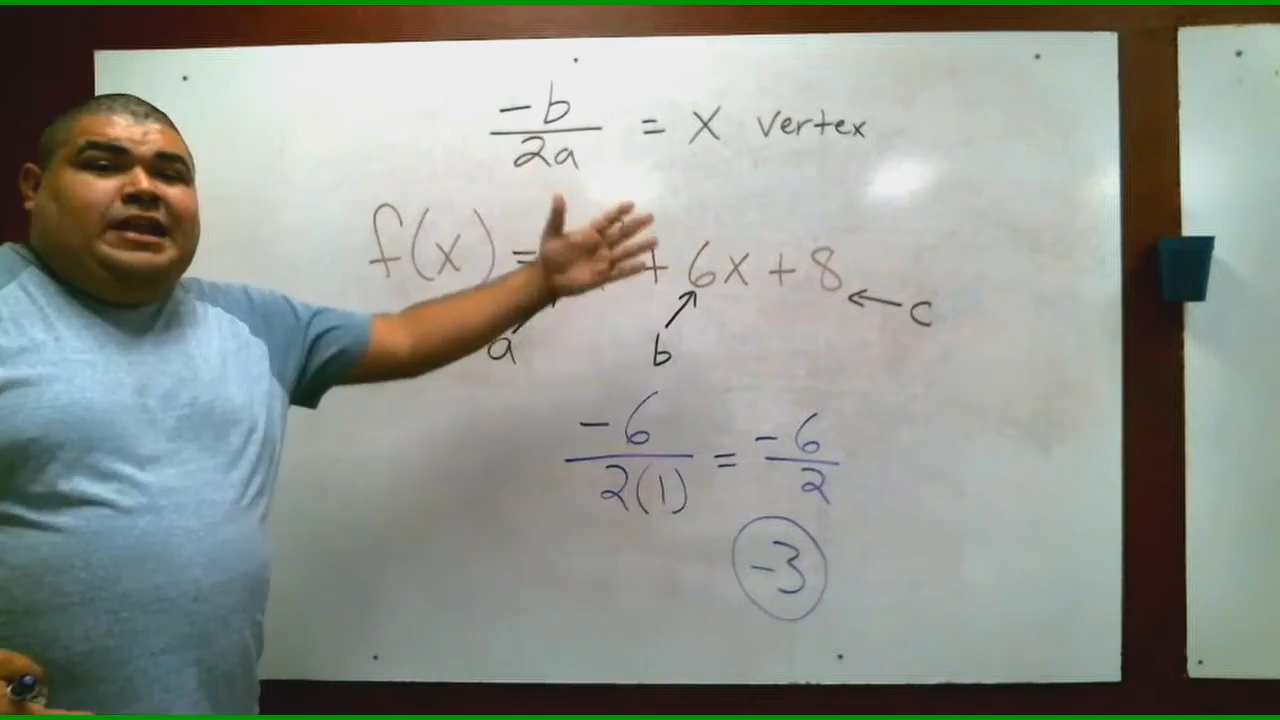 -b/2a = x vertex
f(x) = + 6x + 8 ← c
a b
-6/2(1) = -6/2
-3